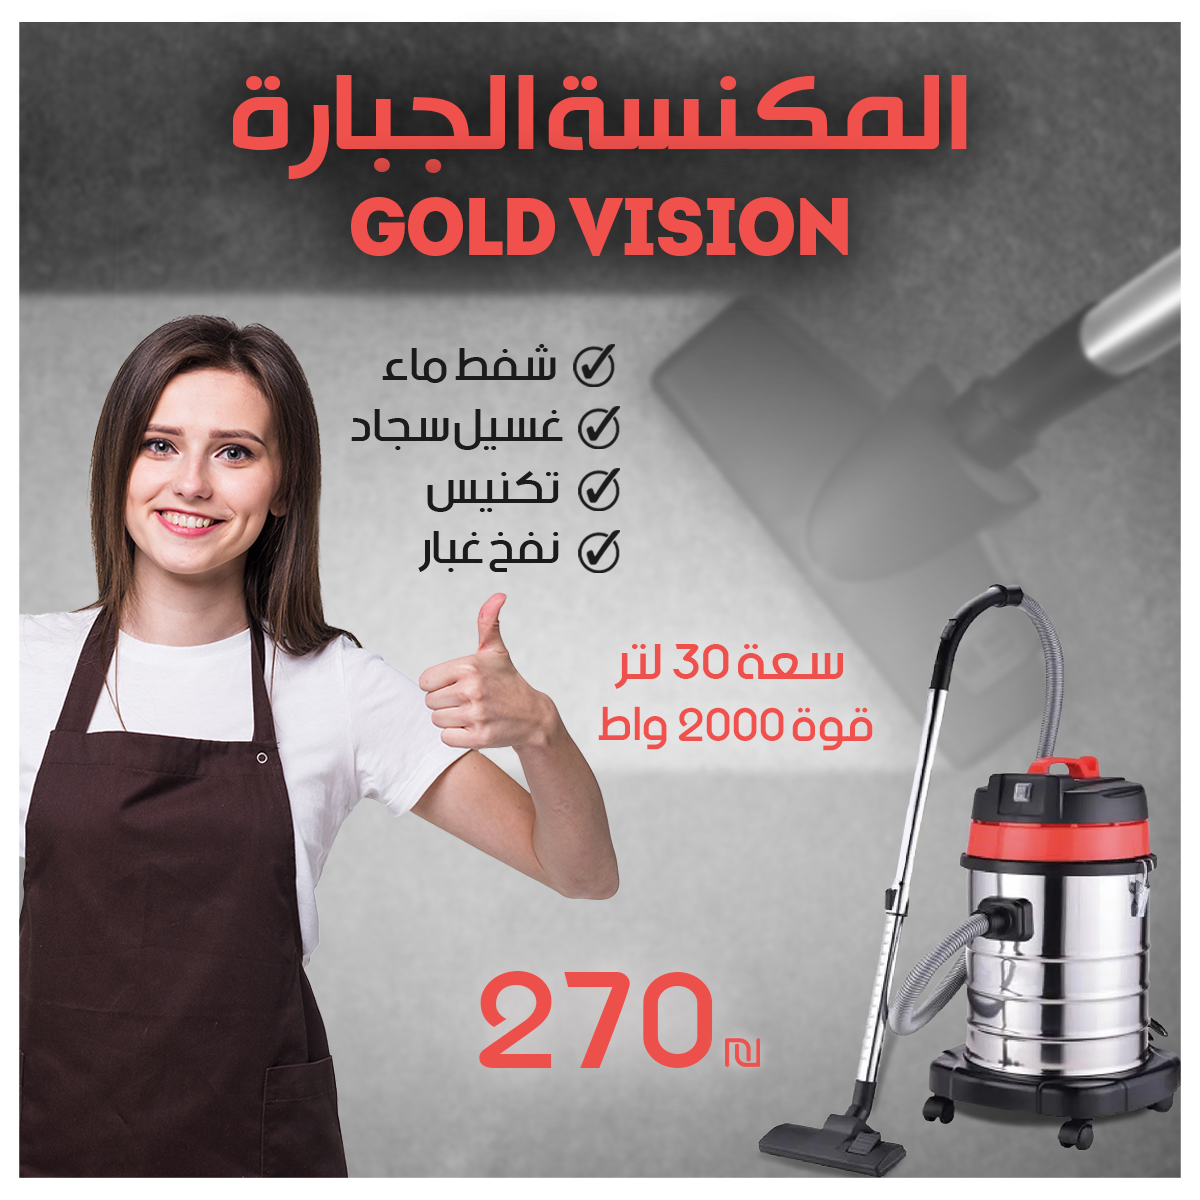 المكنسة الجبارة
GOLD VISION
شفط ماء
غسيل سجاد
تكنيس
نفخ غبار
سعة 30 لتر
قوة 2000 واط
270 ₪